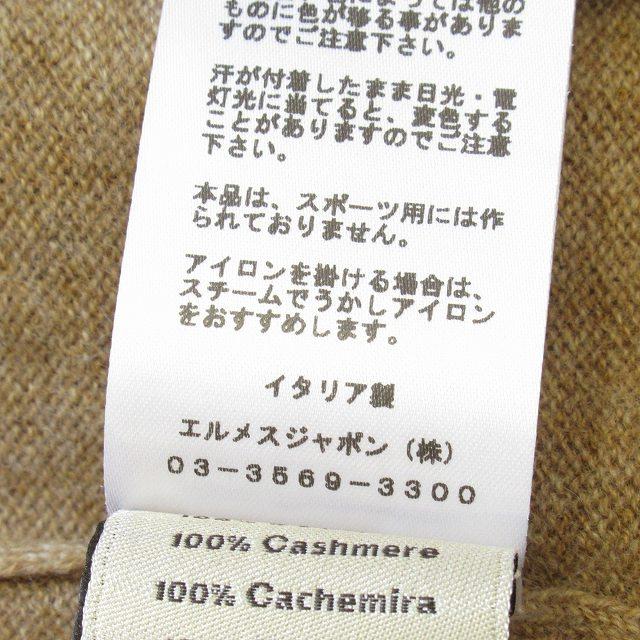 ものに色が移る事がありま
すのでご注意下さい。
汗が付着したまま日光・電
灯光に当てると、変色する
ことがありますのでご注意
下さい。
本品は、スポーツ用には作
られておりません。
アイロンを掛ける場合は、
スチームでうかしアイロン
をおすすめします。
イタリア製
エルメスジャポン（株）
03－3569－3300
100% Cashmere
100% Cachemira